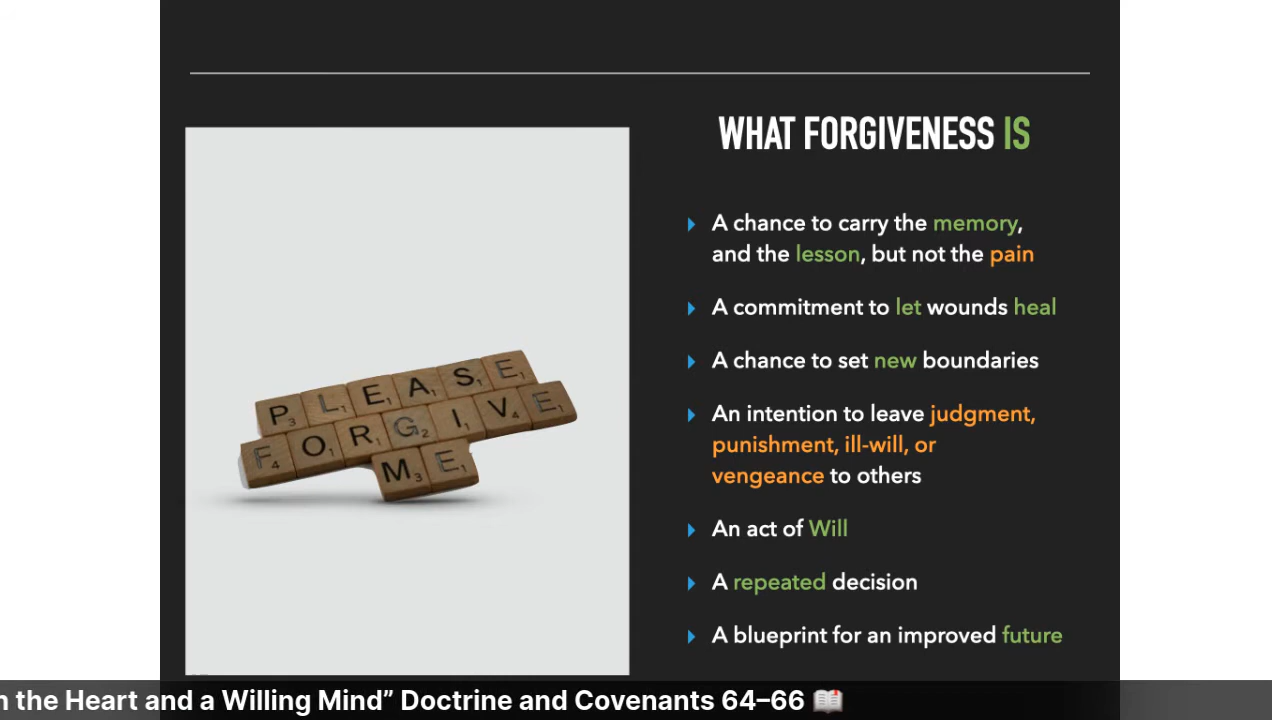 WHAT FORGIVENESS IS
A chance to carry the memory,
and the lesson, but not the pain
A commitment to let wounds heal
A chance to set new boundaries
An intention to leave judgment,
punishment, ill-will, or
vengeance to others
An act of Will
A repeated decision
A blueprint for an improved future
PLEASE
FORGIVE
ME
the Heart and a Willing Mind” Doctrine and Covenants 64–66 📖